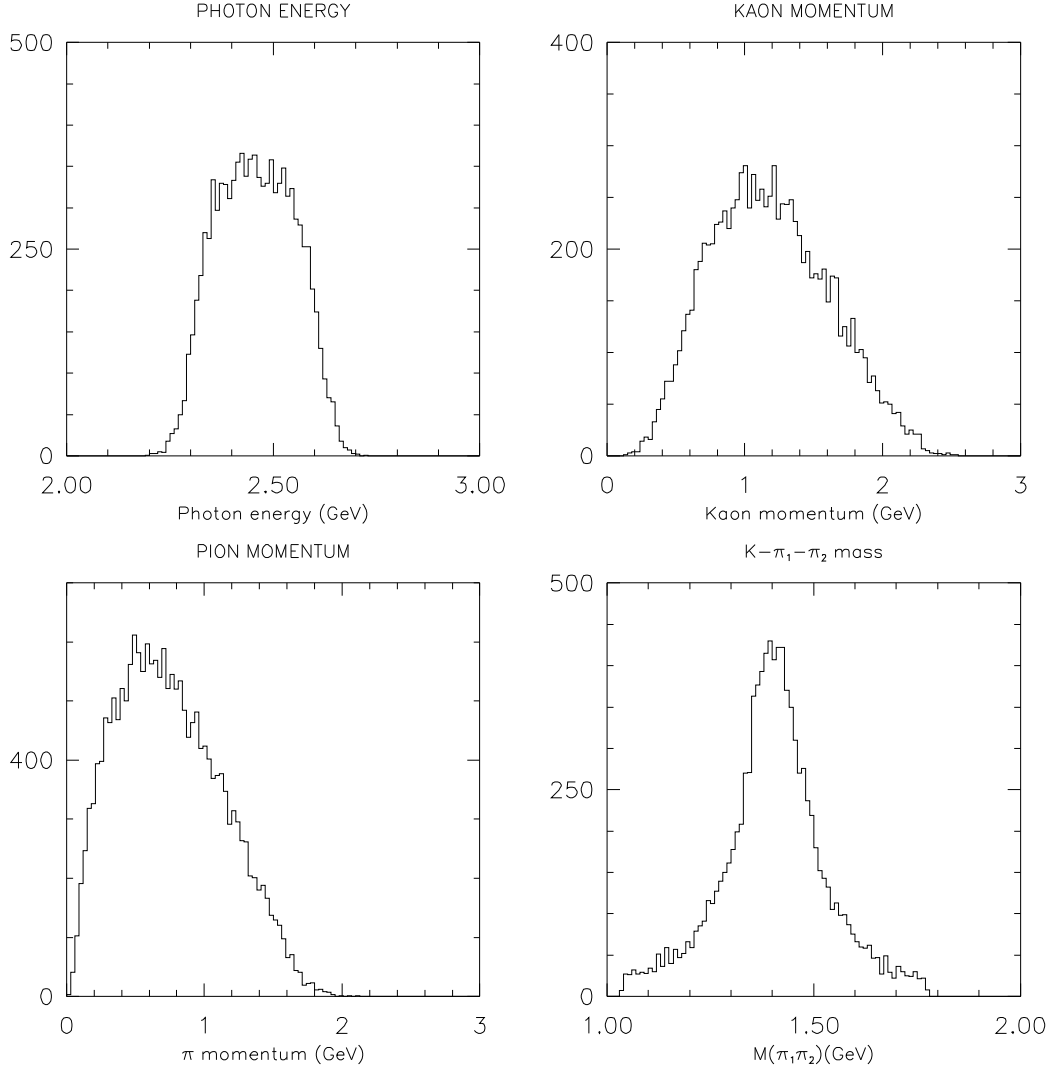 PHOTON ENERGY
500
250
0
2.00 2.50 3.00
Photon energy (GeV)
KAON MOMENTUM
400
200
0
0 1 2 3
Kaon momentum (GeV)
PION MOMENTUM
400
0
0 1 2 3
π momentum (GeV)
K−π₁−π₂ mass
500
250
0
1.00 1.50 2.00
M(π₁π₂)(GeV)